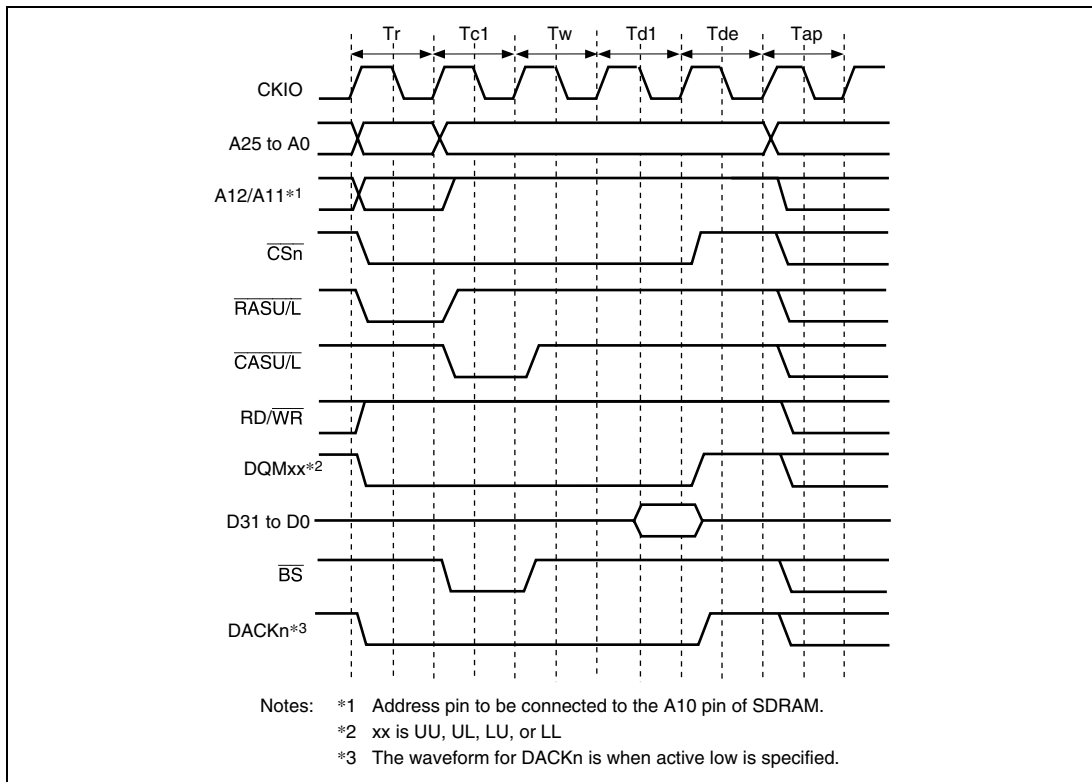 Tr Tc1 Tw Td1 Tde Tap
CKIO
A25 to A0
A12/A11*1
CSn
RASU/L
CASU/L
RD/WR
DQMxx*2
D31 to D0
BS
DACKn*3
Notes: *1 Address pin to be connected to the A10 pin of SDRAM.
*2 xx is UU, UL, LU, or LL
*3 The waveform for DACKn is when active low is specified.